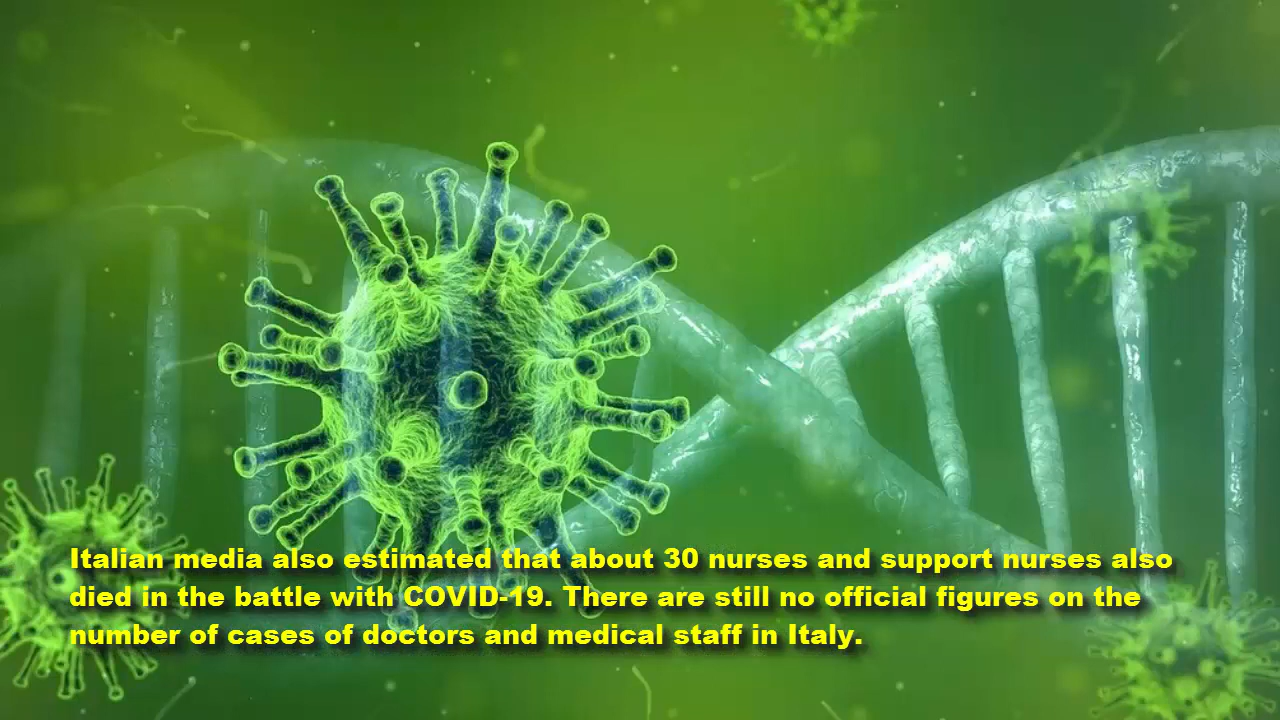 Italian media also estimated that about 30 nurses and support nurses also
died in the battle with COVID-19. There are still no official figures on the
number of cases of doctors and medical staff in Italy.